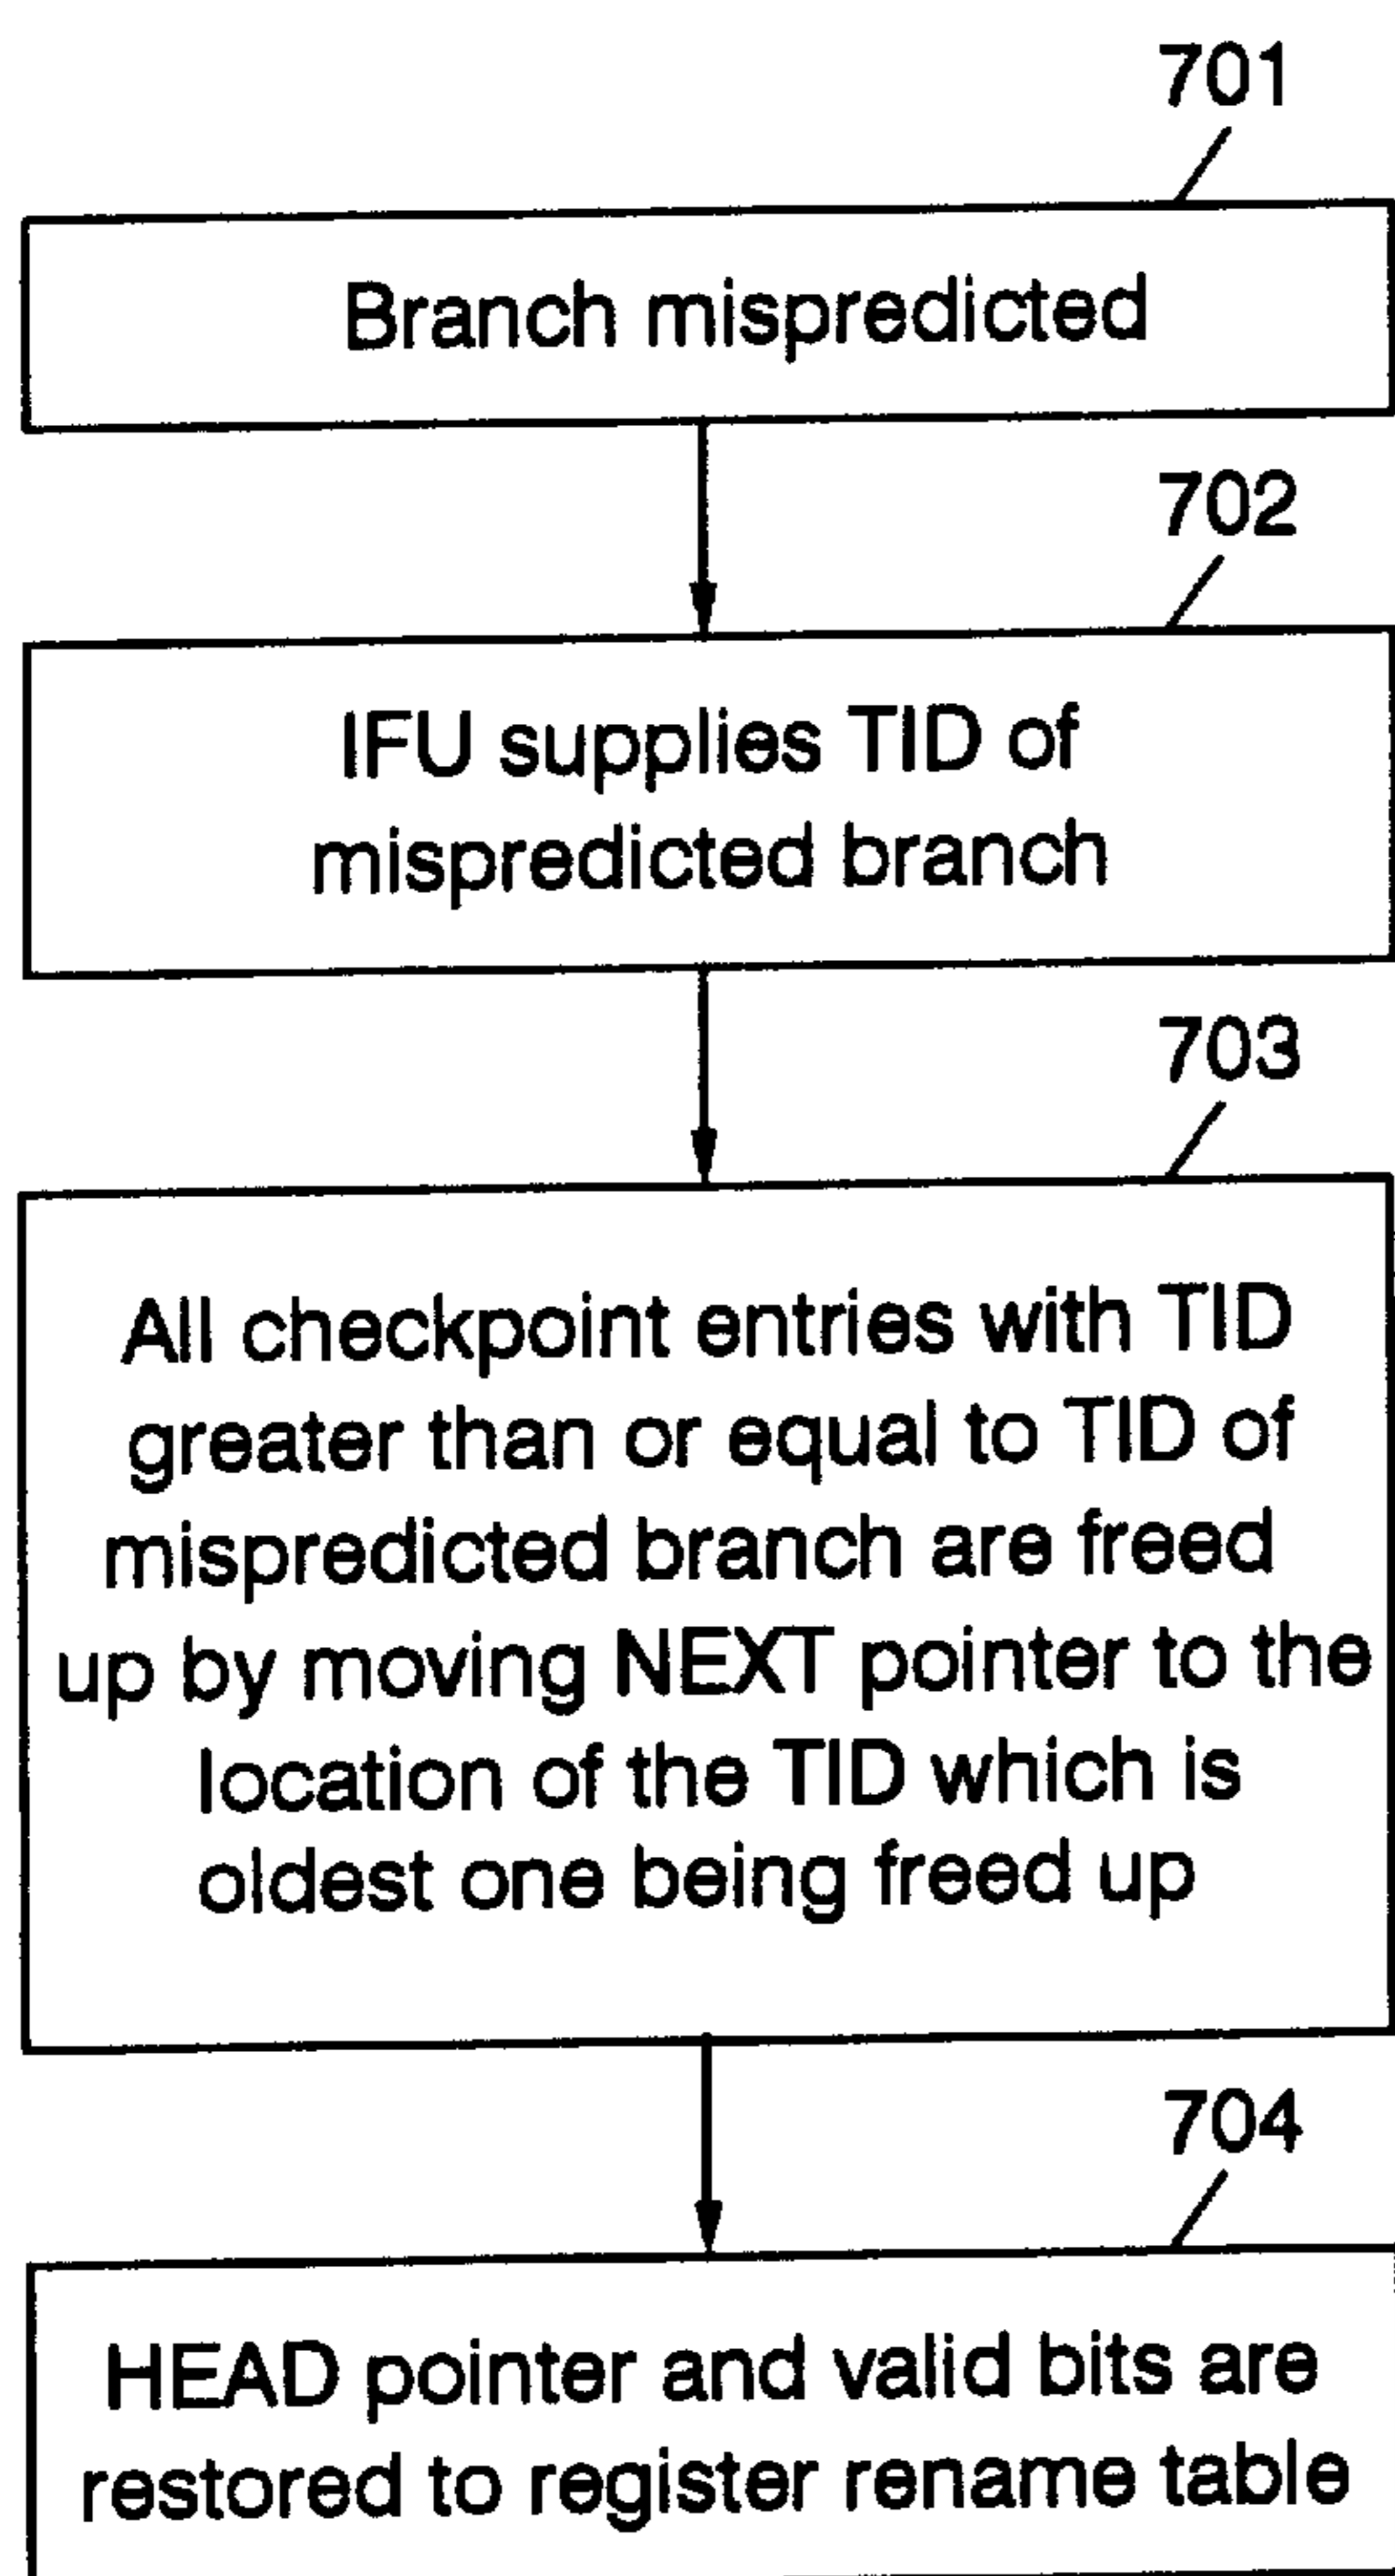 701
Branch mispredicted
702
IFU supplies TID of
mispredicted branch
703
All checkpoint entries with TID
greater than or equal to TID of
mispredicted branch are freed
up by moving NEXT pointer to the
location of the TID which is
oldest one being freed up
704
HEAD pointer and valid bits are
restored to register rename table